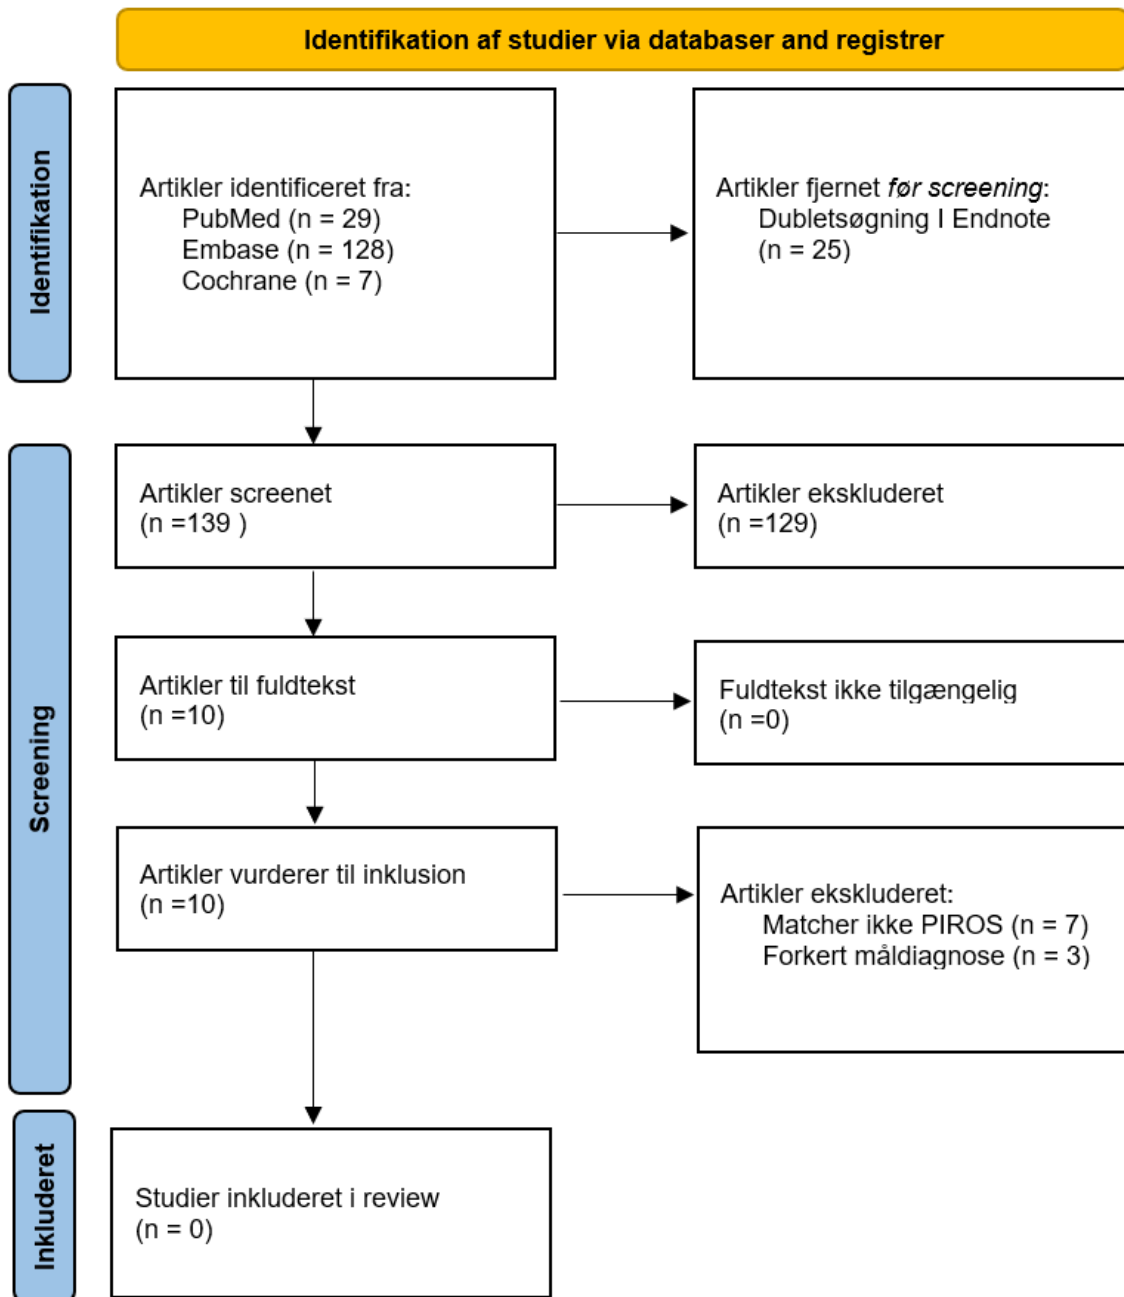 Identifikation af studier via databaser and registrer
Identifikation
Artikler identificeret fra:
PubMed (n = 29)
Embase (n = 128)
Cochrane (n = 7)
Artikler fjernet før screening:
Dubletsøgning I Endnote
(n = 25)
Screening
Artikler screenet
(n =139 )
Artikler ekskluderet
(n =129)
Artikler til fuldtekst
(n =10)
Fuldtekst ikke tilgængelig
(n =0)
Artikler vurderer til inklusion
(n =10)
Artikler ekskluderet:
Matcher ikke PIROS (n = 7)
Forkert måldiagnose (n = 3)
Inkluderet
Studier inkluderet i review
(n = 0)